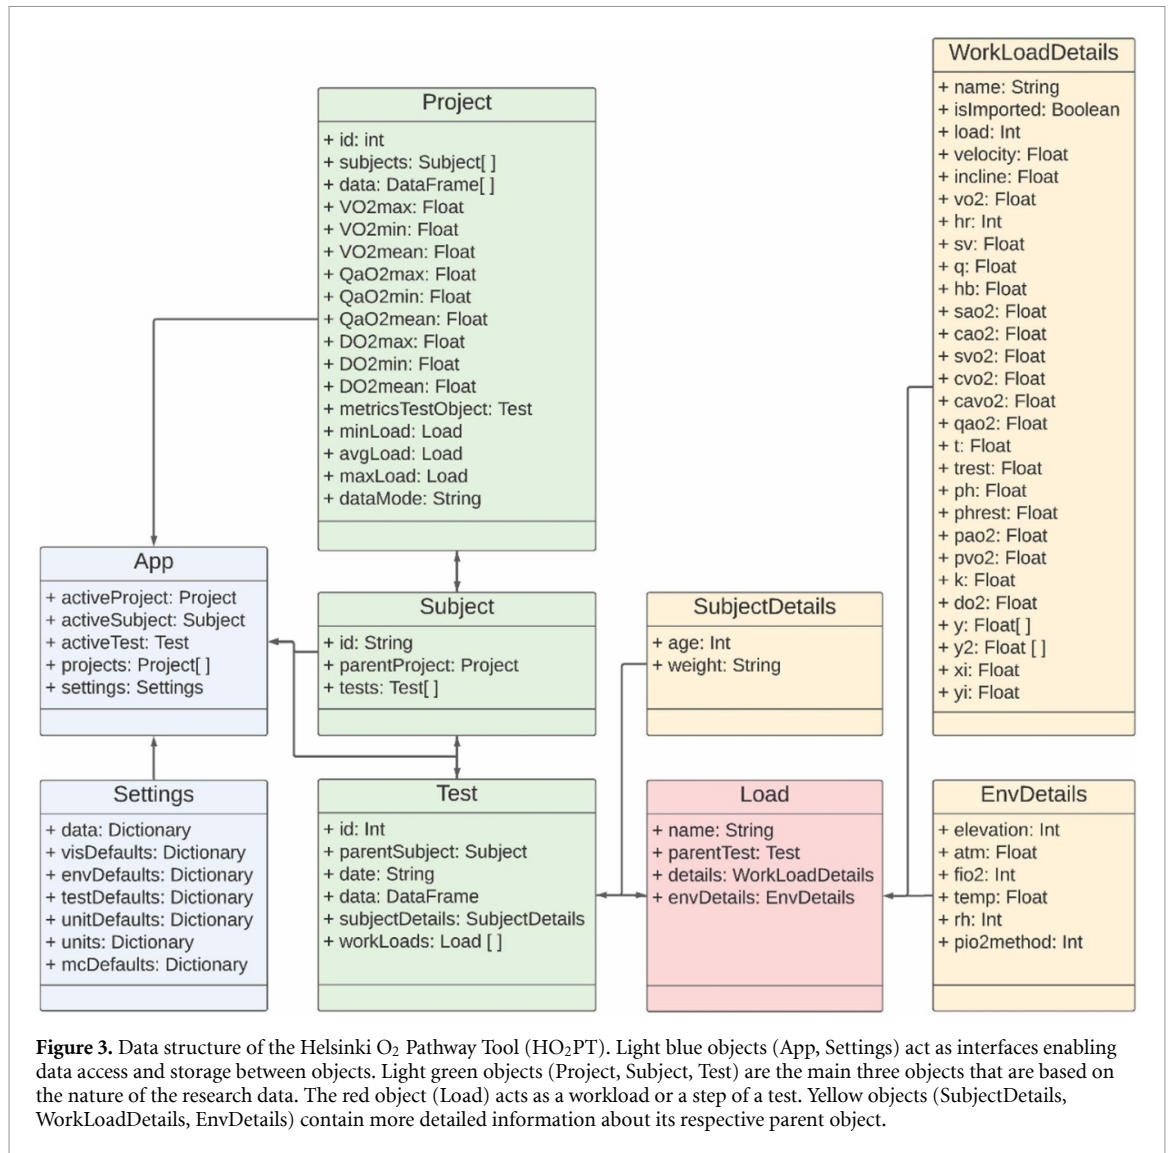 Project
+ id: int
+ subjects: Subject[ ]
+ data: DataFrame[ ]
+ VO2max: Float
+ VO2min: Float
+ VO2mean: Float
+ QaO2max: Float
+ QaO2min: Float
+ QaO2mean: Float
+ DO2max: Float
+ DO2min: Float
+ DO2mean: Float
+ metricsTestObject: Test
+ minLoad: Load
+ avgLoad: Load
+ maxLoad: Load
+ dataMode: String
WorkLoadDetails
+ name: String
+ isImported: Boolean
+ load: Int
+ velocity: Float
+ incline: Float
+ vo2: Float
+ hr: Int
+ sv: Float
+ q: Float
+ hb: Float
+ sao2: Float
+ cao2: Float
+ svo2: Float
+ cvo2: Float
+ cavo2: Float
+ qao2: Float
+ t: Float
+ trest: Float
+ ph: Float
+ phrest: Float
+ pao2: Float
+ pvo2: Float
+ k: Float
+ do2: Float
+ y: Float[ ]
+ y2: Float [ ]
+ xi: Float
+ yi: Float
App
+ activeProject: Project
+ activeSubject: Subject
+ activeTest: Test
+ projects: Project[ ]
+ settings: Settings
Subject
+ id: String
+ parentProject: Project
+ tests: Test[ ]
SubjectDetails
+ age: Int
+ weight: String
Settings
+ data: Dictionary
+ visDefaults: Dictionary
+ envDefaults: Dictionary
+ testDefaults: Dictionary
+ unitDefaults: Dictionary
+ units: Dictionary
+ mcDefaults: Dictionary
Test
+ id: Int
+ parentSubject: Subject
+ date: String
+ data: DataFrame
+ subjectDetails: SubjectDetails
+ workLoads: Load [ ]
Load
+ name: String
+ parentTest: Test
+ details: WorkLoadDetails
+ envDetails: EnvDetails
EnvDetails
+ elevation: Int
+ atm: Float
+ fio2: Int
+ temp: Float
+ rh: Int
+ pio2method: Int
Figure 3. Data structure of the Helsinki O₂ Pathway Tool (HO₂PT). Light blue objects (App, Settings) act as interfaces enabling
data access and storage between objects. Light green objects (Project, Subject, Test) are the main three objects that are based on
the nature of the research data. The red object (Load) acts as a workload or a step of a test. Yellow objects (SubjectDetails,
WorkLoadDetails, EnvDetails) contain more detailed information about its respective parent object.